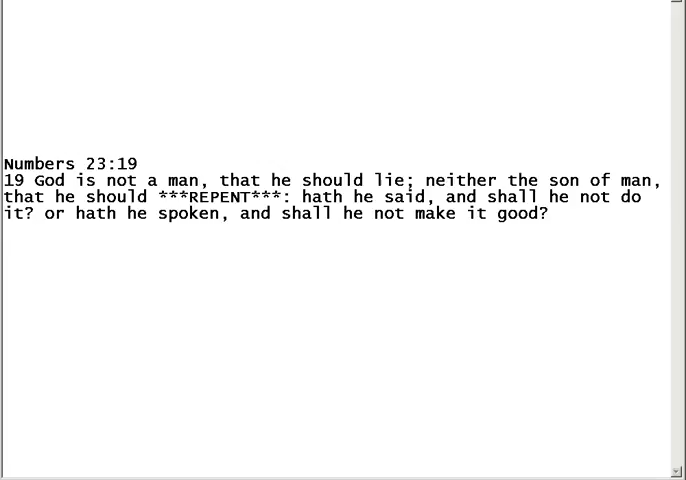 Numbers 23:19
19 God is not a man, that he should lie; neither the son of man,
that he should ***REPENT***: hath he said, and shall he not do
it? or hath he spoken, and shall he not make it good?